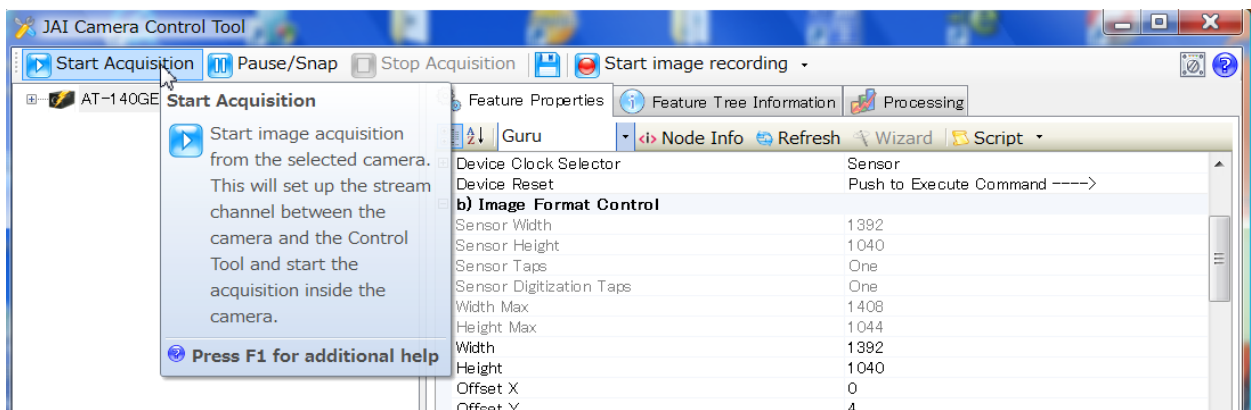 JAI Camera Control Tool
Start Acquisition Pause/Snap Stop Acquisition Start image recording
AT-140GE
Start Acquisition
Start image acquisition
from the selected camera.
This will set up the stream
channel between the
camera and the Control
Tool and start the
acquisition inside the
camera.
Press F1 for additional help
Feature Properties Feature Tree Information Processing
Guru <i> Node Info Refresh Wizard Script
Device Clock Selector Sensor
Device Reset Push to Execute Command ---->
b) Image Format Control
Sensor Width 1392
Sensor Height 1040
Sensor Taps One
Sensor Digitization Taps One
Width Max 1408
Height Max 1044
Width 1392
Height 1040
Offset X 0
Offset Y 4